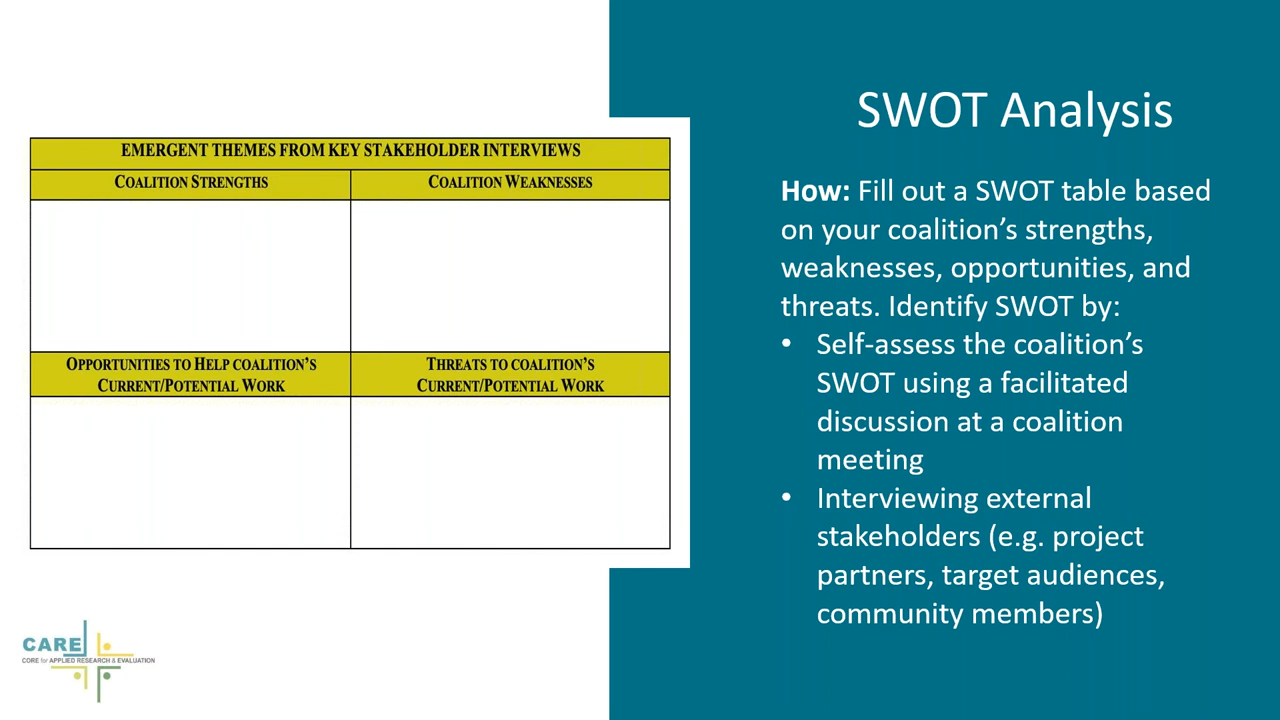 EMERGENT THEMES FROM KEY STAKEHOLDER INTERVIEWS
COALITION STRENGTHS
COALITION WEAKNESSES
OPPORTUNITIES TO HELP COALITION'S
CURRENT/POTENTIAL WORK
THREATS TO COALITION'S
CURRENT/POTENTIAL WORK
CARE
CORE for APPLIED RESEARCH & EVALUATION
SWOT Analysis
How: Fill out a SWOT table based
on your coalition's strengths,
weaknesses, opportunities, and
threats. Identify SWOT by:
• Self-assess the coalition's
SWOT using a facilitated
discussion at a coalition
meeting
• Interviewing external
stakeholders (e.g. project
partners, target audiences,
community members)